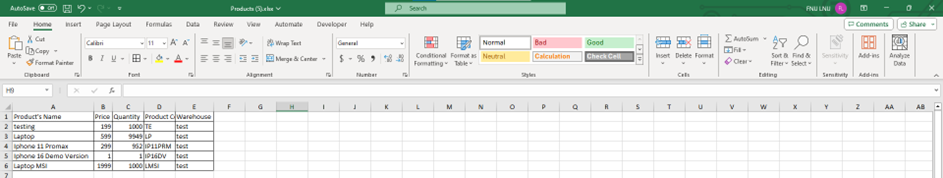 AutoSave Off Products (5).xlsx Search FNU LNU
File Home Insert Page Layout Formulas Data Review View Automate Developer Help Comments Share
Paste Cut Copy Format Painter Clipboard
Calibri 11 B I U Font
Wrap Text Merge & Center Alignment
General $ % Number
Conditional Formatting Format as Table Normal Bad Good Neutral Calculation Check Cell Styles
Insert Delete Format Cells
AutoSum Fill Clear Sort & Filter Find & Select Editing
Sensitivity Sensitivity
Add-ins Add-ins
Analyze Data
H9 fx
A B C D E F G H I J K L M N O P Q R S T U V W X Y Z AA AB
1 Product's Name Price Quantity Product C Warehouse
2 testing 199 1000 TE test
3 Laptop 599 9949 LP test
4 Iphone 11 Promax 299 952 IP11PRM test
5 Iphone 16 Demo Version 1 1 IP16DV test
6 Laptop MSI 1999 1000 LMSI test
7